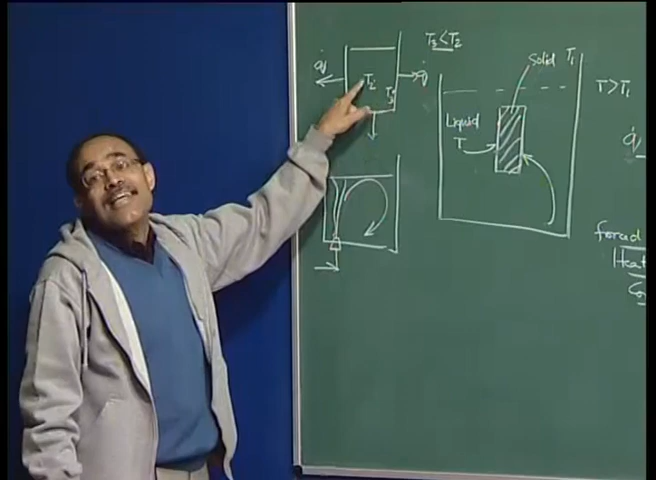 T₃<T₂
q̇
T₂
T₃
q̇
Solid T₁
T>T₁
Liquid
T
q̇
forced
Heat